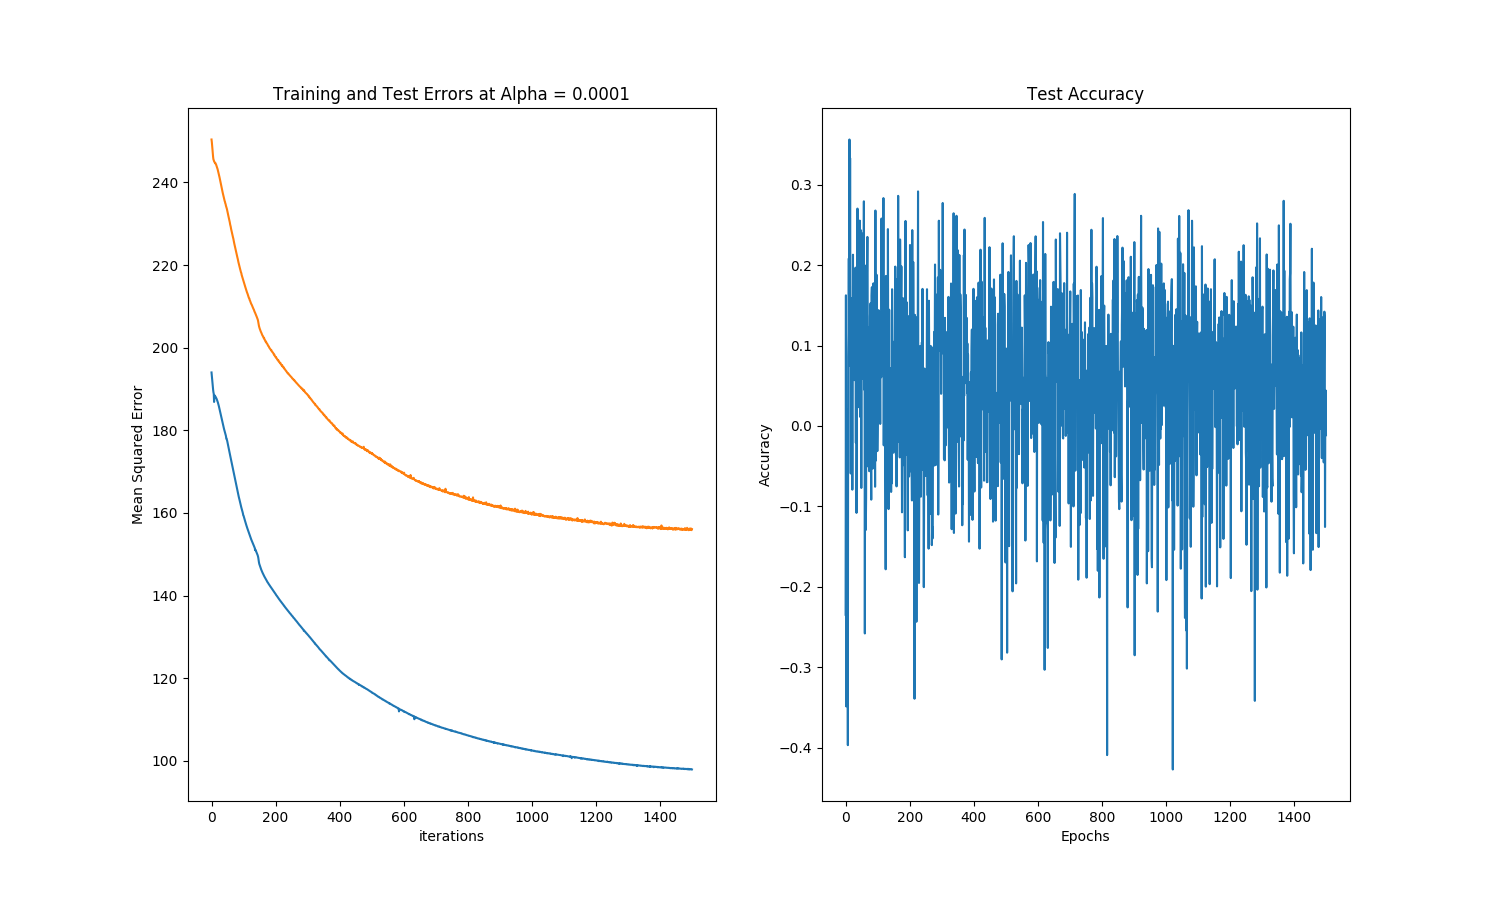 Training and Test Errors at Alpha = 0.0001
Mean Squared Error
240
220
200
180
160
140
120
100
0 200 400 600 800 1000 1200 1400
iterations
Test Accuracy
Accuracy
0.3
0.2
0.1
0.0
−0.1
−0.2
−0.3
−0.4
0 200 400 600 800 1000 1200 1400
Epochs